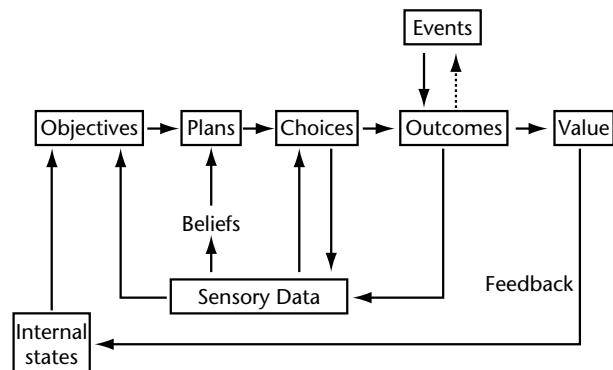 Events
Objectives Plans Choices Outcomes Value
Beliefs
Sensory Data
Feedback
Internal
states